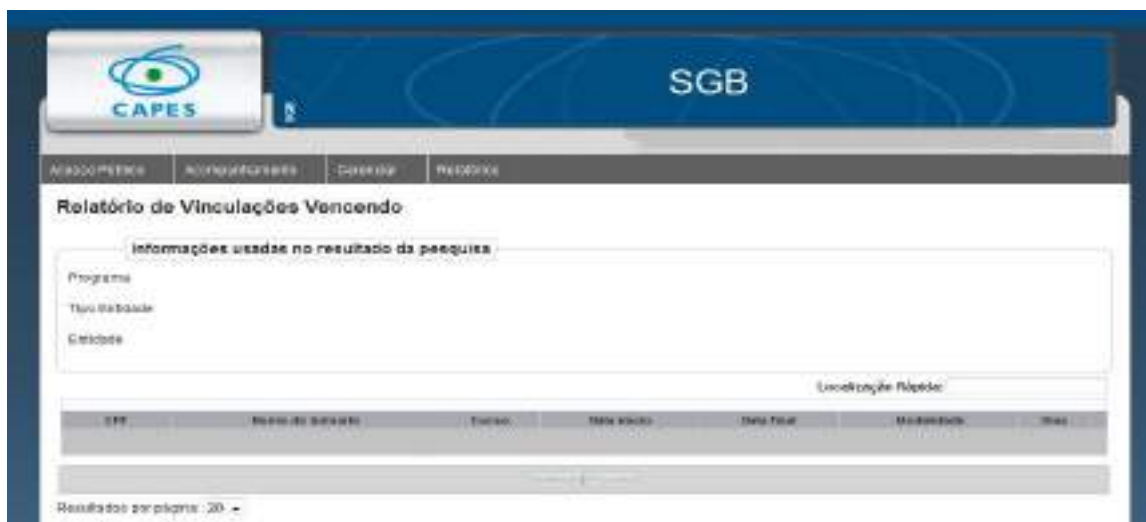 CAPES
SGB
Acesso Público Acompanhamento Gerenciar Relatórios
Relatório de Vinculações Vencendo
Informações usadas no resultado da pesquisa
Programa
Tipo Entidade
Entidade
Localização Rápida:
CPF Nome do Bolsista Curso Data Início Data Final Modalidade Dias
Resultados por página: 20